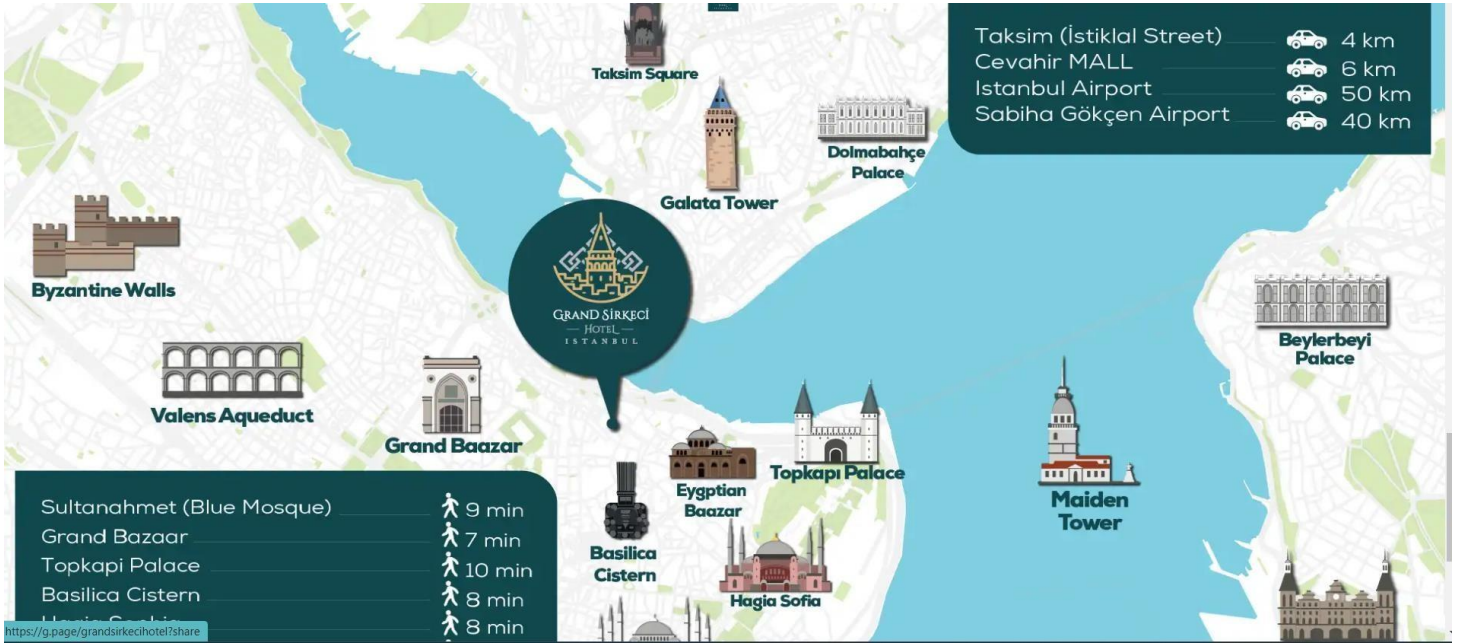 Taksim (İstiklal Street) 4 km
Cevahir MALL 6 km
Istanbul Airport 50 km
Sabiha Gökçen Airport 40 km
Taksim Square
Dolmabahçe
Palace
Galata Tower
Byzantine Walls
GRAND SİRKECİ
HOTEL
ISTANBUL
Beylerbeyi
Palace
Valens Aqueduct
Grand Baazar
Topkapı Palace
Eygptian
Baazar
Maiden
Tower
Basilica
Cistern
Hagia Sofia
Sultanahmet (Blue Mosque) 9 min
Grand Bazaar 7 min
Topkapi Palace 10 min
Basilica Cistern 8 min
8 min
https://g.page/grandsirkecihotel?share